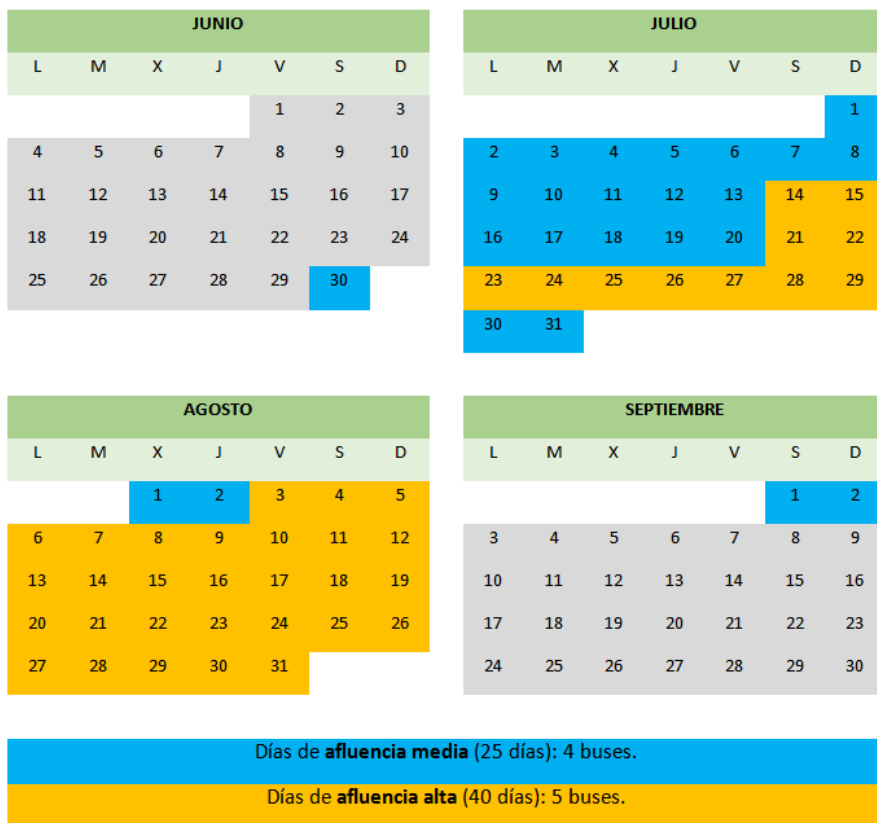 JUNIO
L M X J V S D
1 2 3
4 5 6 7 8 9 10
11 12 13 14 15 16 17
18 19 20 21 22 23 24
25 26 27 28 29 30
JULIO
L M X J V S D
1
2 3 4 5 6 7 8
9 10 11 12 13 14 15
16 17 18 19 20 21 22
23 24 25 26 27 28 29
30 31
AGOSTO
L M X J V S D
1 2 3 4 5
6 7 8 9 10 11 12
13 14 15 16 17 18 19
20 21 22 23 24 25 26
27 28 29 30 31
SEPTIEMBRE
L M X J V S D
1 2
3 4 5 6 7 8 9
10 11 12 13 14 15 16
17 18 19 20 21 22 23
24 25 26 27 28 29 30
Días de afluencia media (25 días): 4 buses.
Días de afluencia alta (40 días): 5 buses.